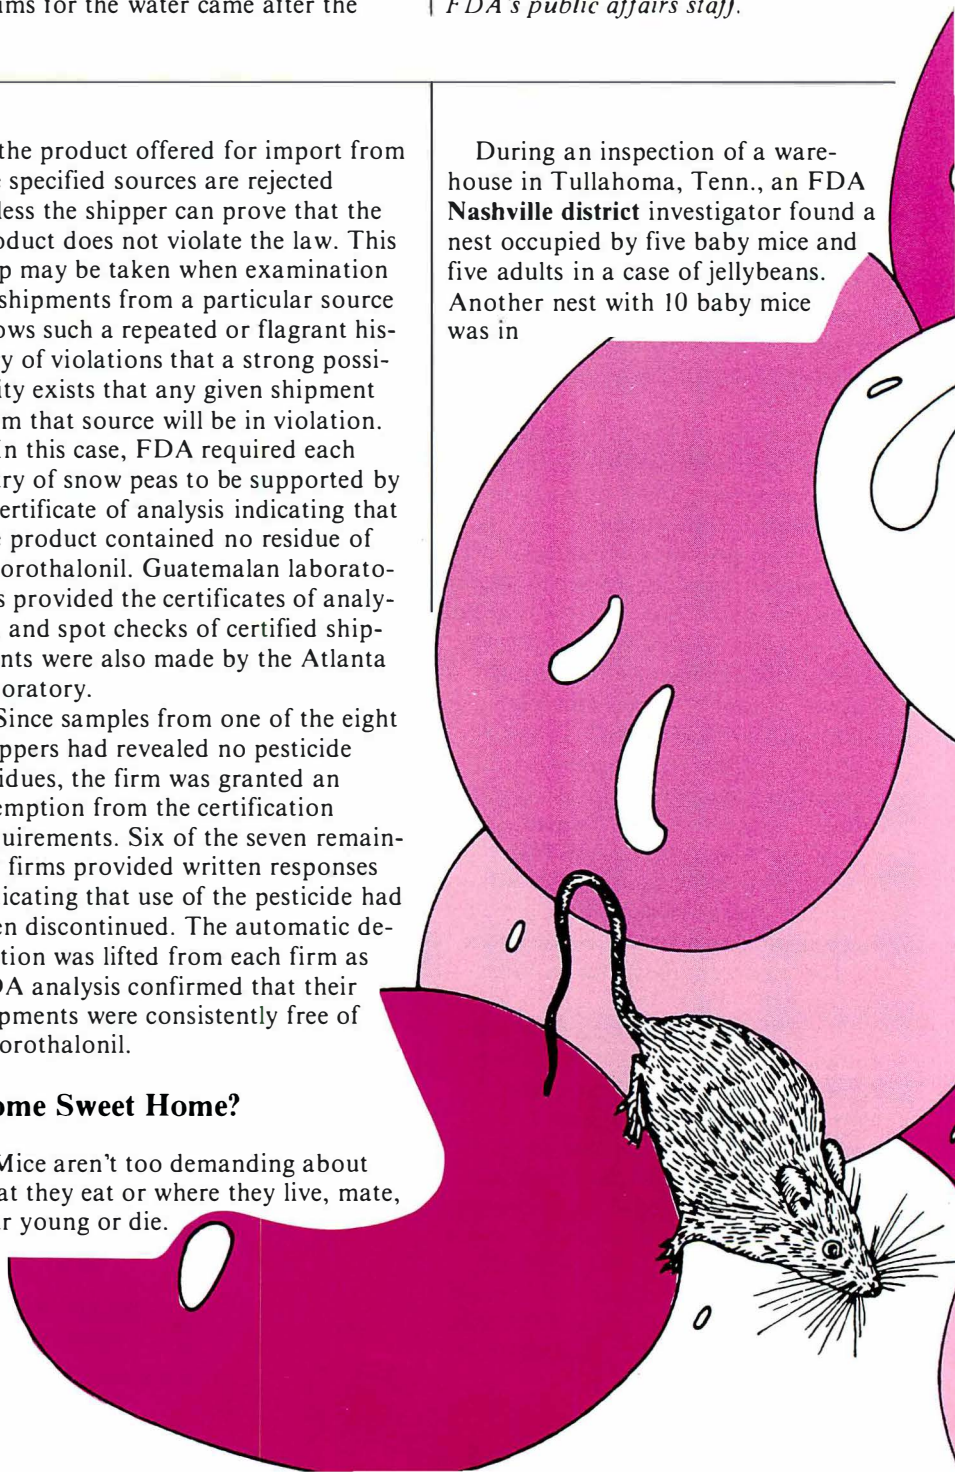 ims for the water came after the
FDA's public affairs staff.
the product offered for import from
e specified sources are rejected
less the shipper can prove that the
oduct does not violate the law. This
p may be taken when examination
shipments from a particular source
ows such a repeated or flagrant his-
y of violations that a strong possi-
ity exists that any given shipment
m that source will be in violation.
In this case, FDA required each
ry of snow peas to be supported by
ertificate of analysis indicating that
e product contained no residue of
orothalonil. Guatemalan laborato-
s provided the certificates of analy-
and spot checks of certified ship-
nts were also made by the Atlanta
oratory.
Since samples from one of the eight
ppers had revealed no pesticide
idues, the firm was granted an
emption from the certification
uirements. Six of the seven remain-
firms provided written responses
icating that use of the pesticide had
en discontinued. The automatic de-
tion was lifted from each firm as
DA analysis confirmed that their
pments were consistently free of
orothalonil.
ome Sweet Home?
Mice aren't too demanding about
at they eat or where they live, mate,
ar young or die.
During an inspection of a ware-
house in Tullahoma, Tenn., an FDA
Nashville district investigator found a
nest occupied by five baby mice and
five adults in a case of jellybeans.
Another nest with 10 baby mice
was in